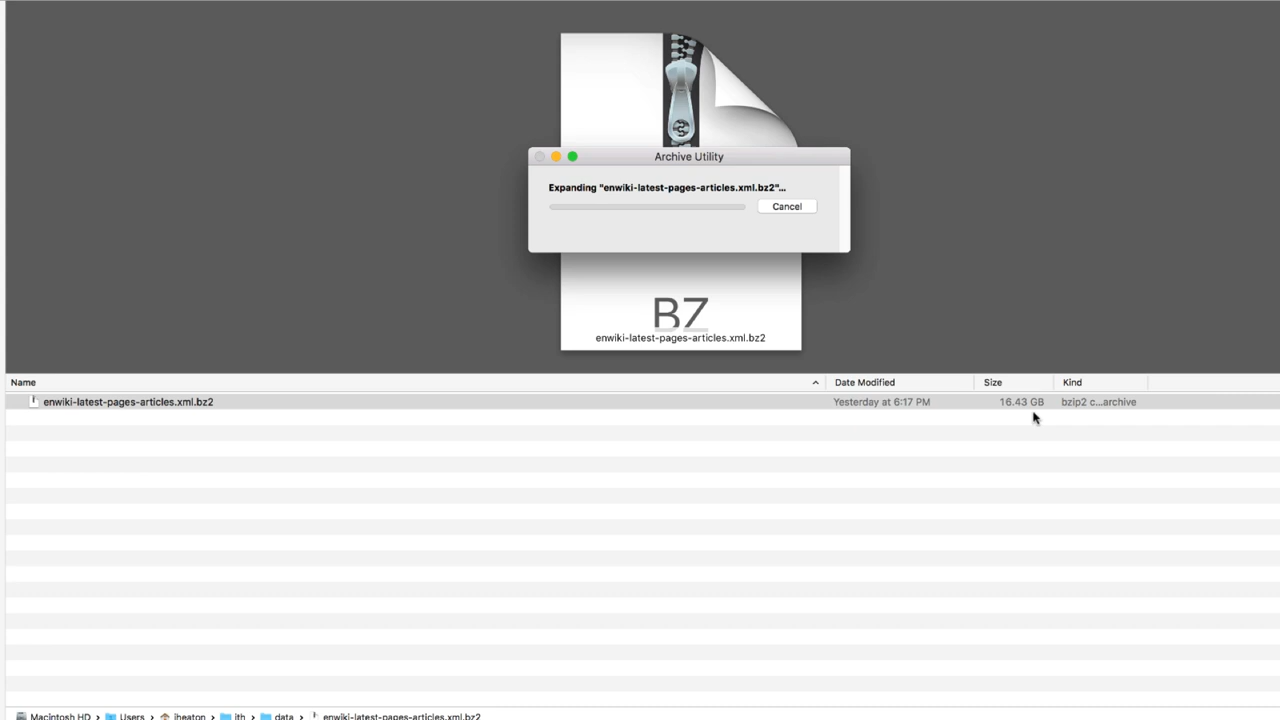 Archive Utility
Expanding "enwiki-latest-pages-articles.xml.bz2"...
Cancel
BZ
enwiki-latest-pages-articles.xml.bz2
Name Date Modified Size Kind
enwiki-latest-pages-articles.xml.bz2 Yesterday at 6:17 PM 16.43 GB bzip2 c...archive
Macintosh HD › Users › jheaton › jth › data › enwiki-latest-pages-articles.xml.bz2